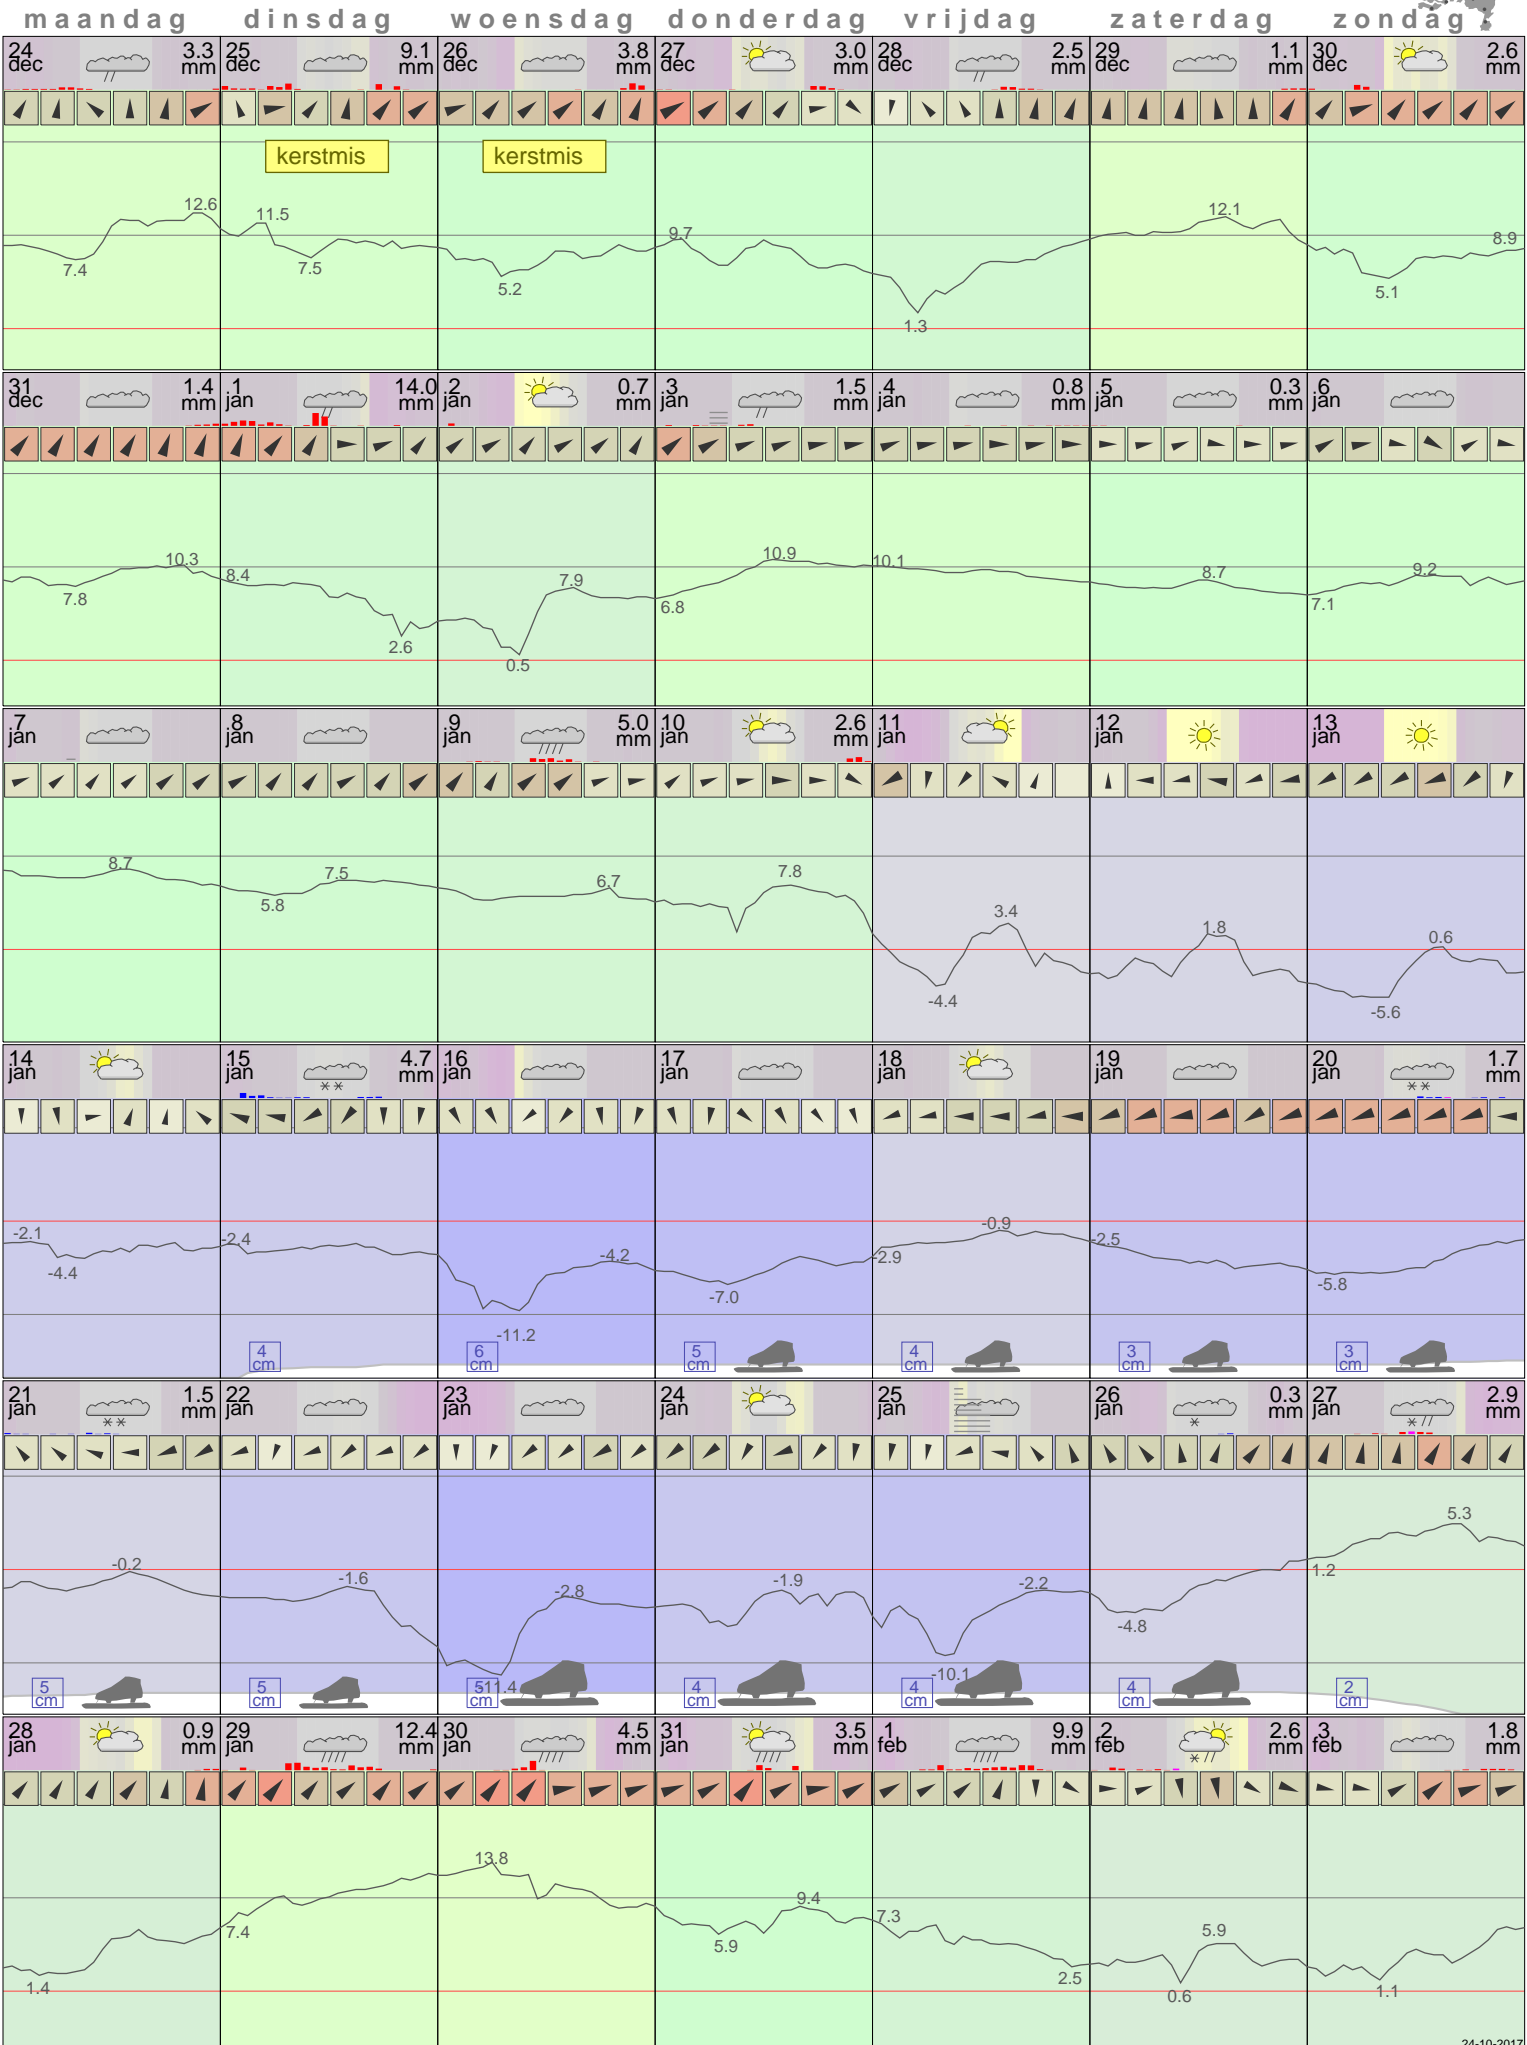 maandag dinsdag woensdag donderdag vrijdag zaterdag zondag
24 3.3 25 9.1 26 3.8 27 3.0 28 2.5 29 1.1 30 2.6
dec mm dec mm dec mm dec mm dec mm dec mm dec mm
kerstmis kerstmis
12.6 11.5 9.7 12.1 8.9
7.4 7.5 5.2 1.3 5.1
31 1.4 1 14.0 2 0.7 3 1.5 4 0.8 5 0.3 6
dec mm jan mm jan mm jan mm jan mm jan mm jan
10.3 8.4 7.9 10.9 10.1 8.7 9.2
7.8 2.6 0.5 6.8 7.1
7 8 9 5.0 10 2.6 11 12 13
jan jan jan mm jan mm jan jan jan
8.7 7.5 6.7 7.8 3.4 1.8 0.6
5.8 -4.4 -5.6
14 15 4.7 16 17 18 19 20 1.7
jan jan mm jan jan jan jan jan mm
-2.1 -2.4 -4.2 -0.9 -2.5
-4.4 -11.2 -7.0 -2.9 -5.8
4 6 5 4 3 3
cm cm cm cm cm cm
21 1.5 22 23 24 25 26 0.3 27 2.9
jan mm jan jan jan jan jan mm jan mm
-0.2 -1.6 -2.8 -1.9 -2.2 5.3
-4.8 1.2
-10.1
5 5 5 -11.4 4 4 4 2
cm cm cm cm cm cm cm
28 0.9 29 12.4 30 4.5 31 3.5 1 9.9 2 2.6 3 1.8
jan mm jan mm jan mm jan mm feb mm feb mm feb mm
13.8 9.4 7.3 5.9
1.4 7.4 5.9 2.5 0.6 1.1
24-10-2017